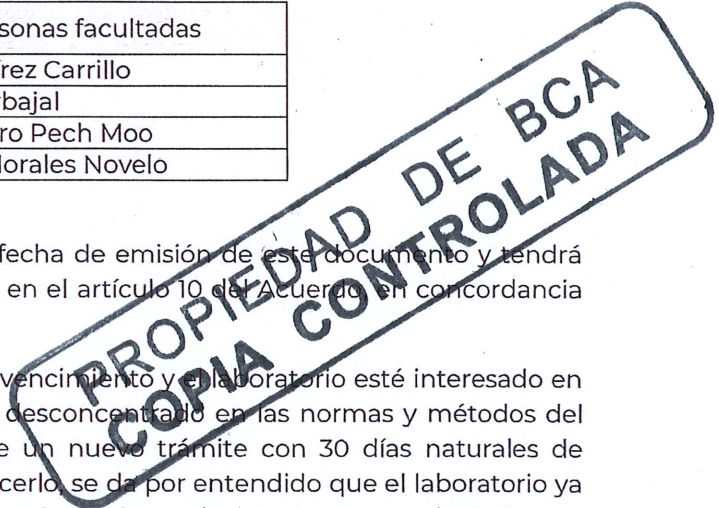 sonas facultadas
rez Carrillo
bajal
ro Pech Moo
lorales Novelo
fecha de emisión de este documento y tendrá
en el artículo 10 del Acuerdo, en concordancia
vencimiento y el laboratorio esté interesado en
desconcentrado en las normas y métodos del
e un nuevo trámite con 30 días naturales de
cerlo, se da por entendido que el laboratorio ya
PROPIEDAD DE BCA
COPIA CONTROLADA